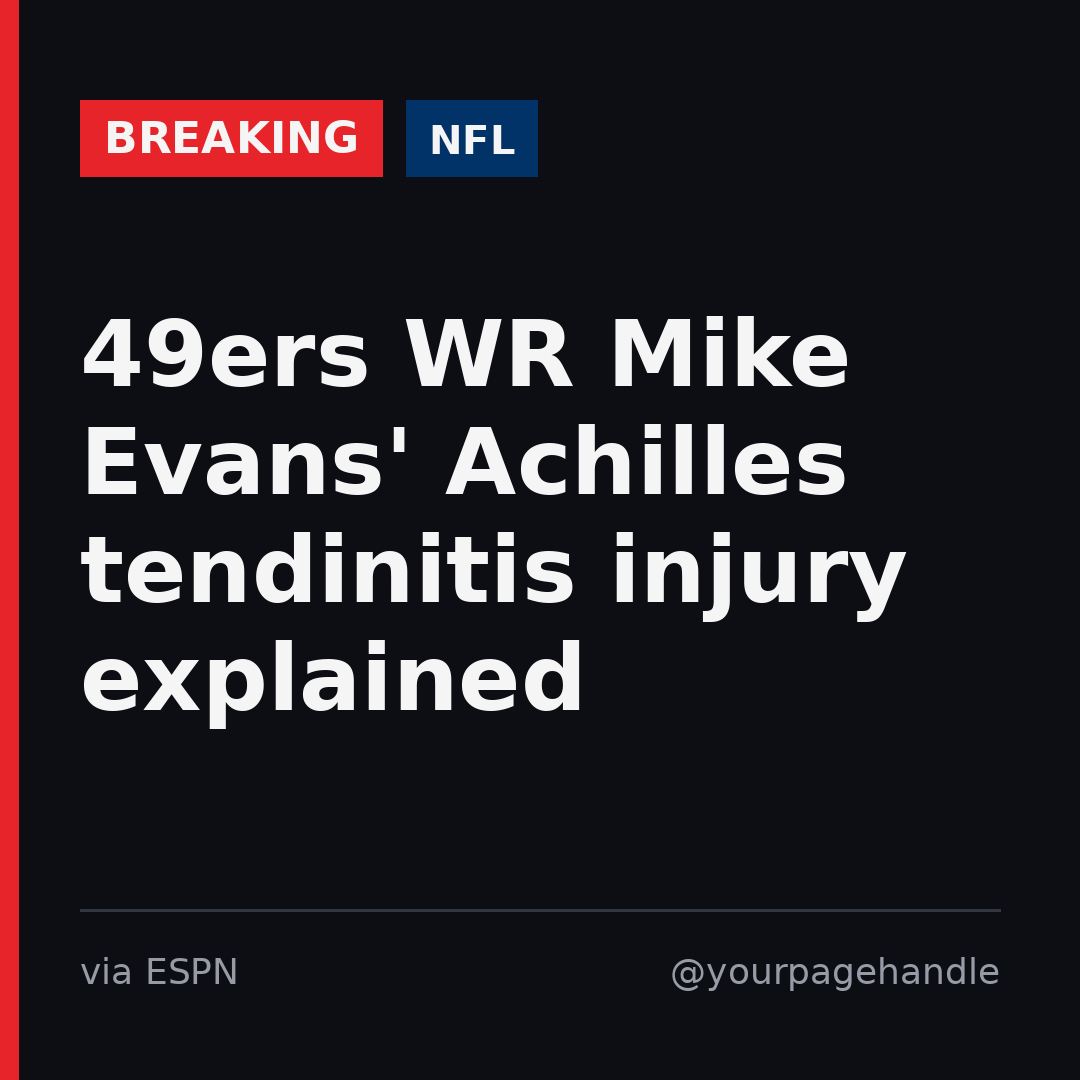 BREAKING NFL
49ers WR Mike
Evans' Achilles
tendinitis injury
explained
via ESPN @yourpagehandle